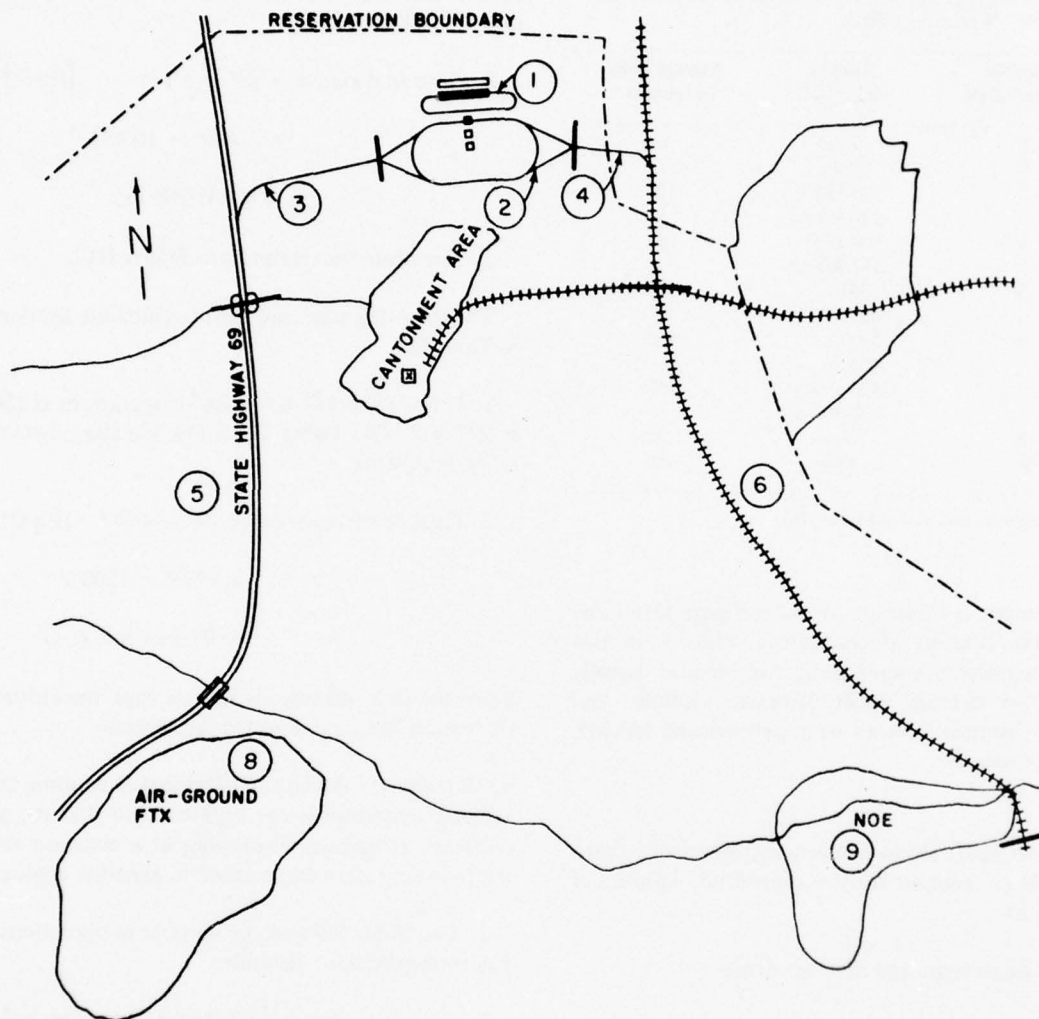 RESERVATION BOUNDARY
1
2
3
4
N
CANTONMENT AREA
STATE HIGHWAY 69
5
6
8
AIR-GROUND
FTX
NOE
9